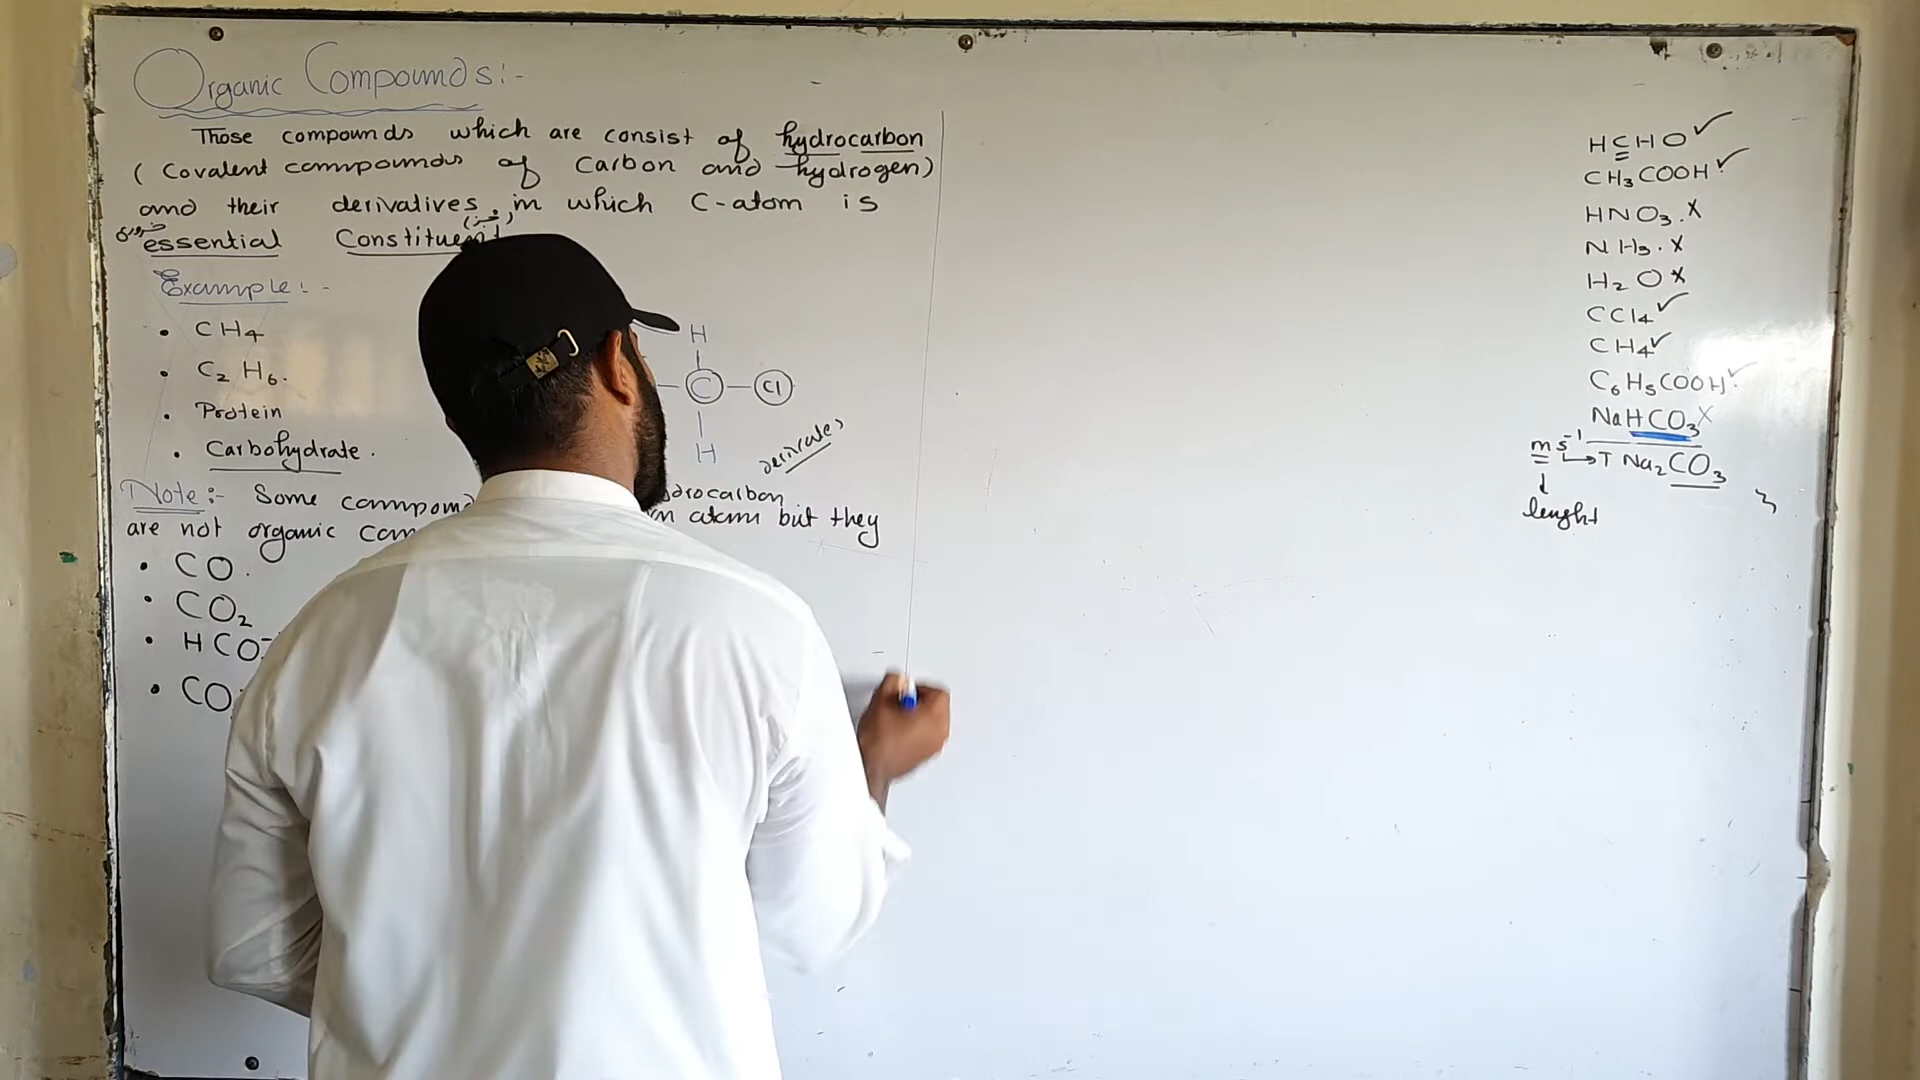 Organic Compounds:-
Those compounds which are consist of hydrocarbon
(Covalent compounds of Carbon and hydrogen)
and their derivatives in which C-atom is
essential Constituent
Example:-
• CH4
• C2H6.
• Protein
• Carbohydrate.
H
C — Cl
H
derivates
Note:- Some compound
are not organic com atom but they
• CO.
• CO2
• HCO
• CO
HCHO ✓
CH3COOH ✓
HNO3. x
NH3. x
H2O x
CCl4 ✓
CH4 ✓
C6H5COOH ✓
NaHCO3 X
m s-1
T Na2CO3
lenght